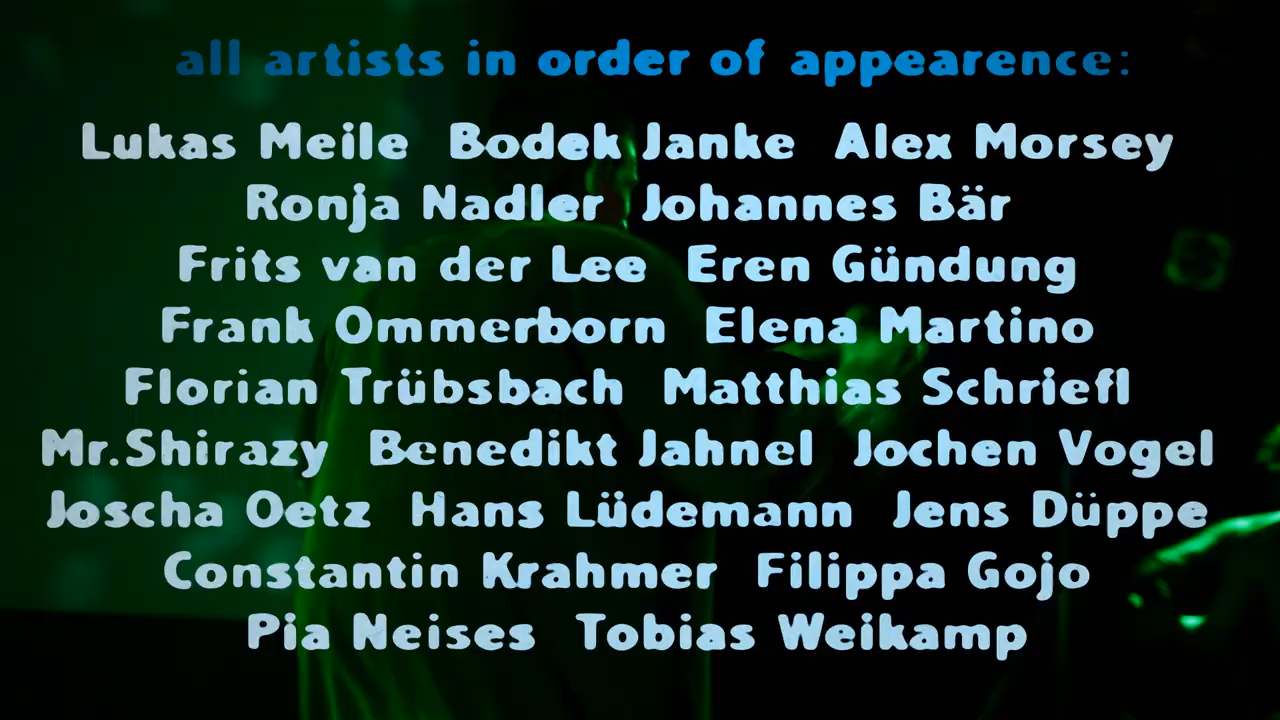 all artists in order of appearence:
Lukas Meile Bodek Janke Alex Morsey
Ronja Nadler Johannes Bär
Frits van der Lee Eren Gündung
Frank Ommerborn Elena Martino
Florian Trübsbach Matthias Schriefl
Mr.Shirazy Benedikt Jahnel Jochen Vogel
Joscha Oetz Hans Lüdemann Jens Düppe
Constantin Krahmer Filippa Gojo
Pia Neises Tobias Weikamp